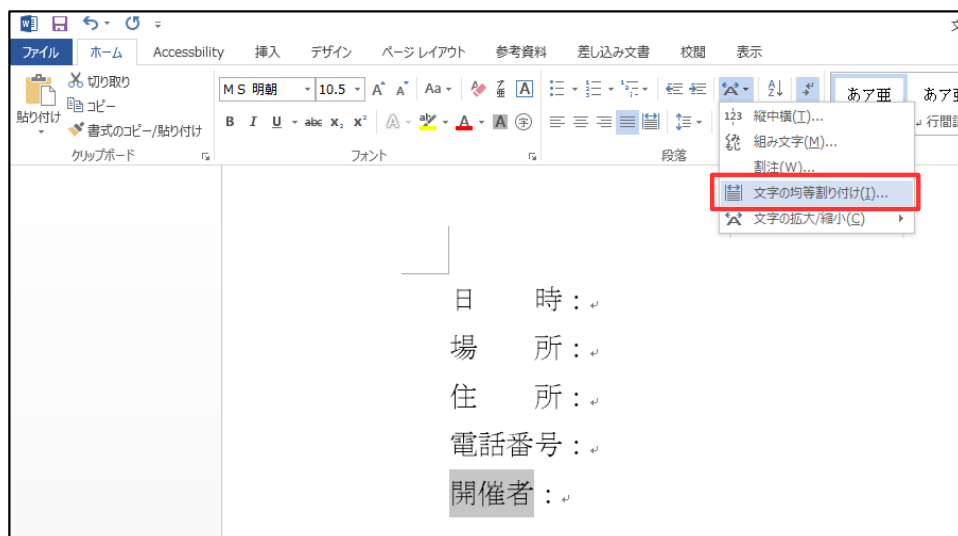 文
ファイル ホーム Accessbility 挿入 デザイン ページ レイアウト 参考資料 差し込み文書 校閲 表示
切り取り
コピー
貼り付け
書式のコピー/貼り付け
クリップボード
MS 明朝 10.5 A A Aa A
B I U abc x₂ x² A aby A A 字
フォント
段落
あア亜 あア亜
行間詰
縦中横(T)...
組み文字(M)...
割注(W)...
文字の均等割り付け(I)...
文字の拡大/縮小(C)
日　　時：
場　　所：
住　　所：
電話番号：
開催者：